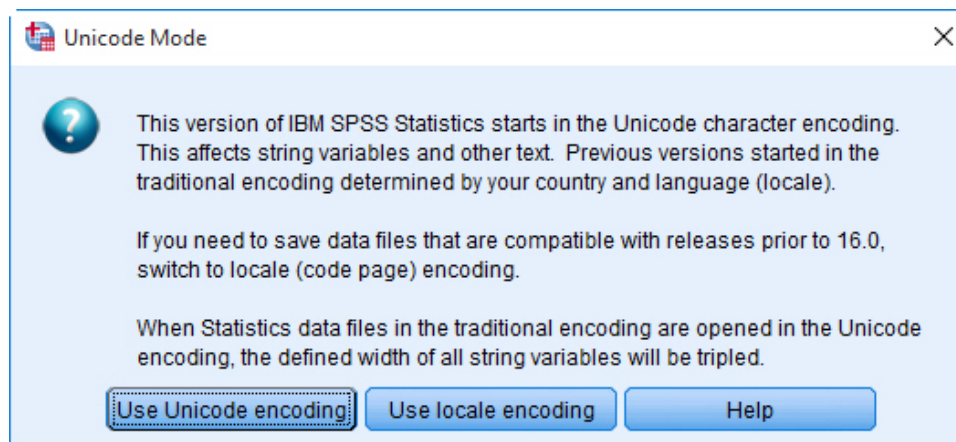 Unicode Mode
This version of IBM SPSS Statistics starts in the Unicode character encoding.
This affects string variables and other text. Previous versions started in the
traditional encoding determined by your country and language (locale).
If you need to save data files that are compatible with releases prior to 16.0,
switch to locale (code page) encoding.
When Statistics data files in the traditional encoding are opened in the Unicode
encoding, the defined width of all string variables will be tripled.
Use Unicode encoding Use locale encoding Help